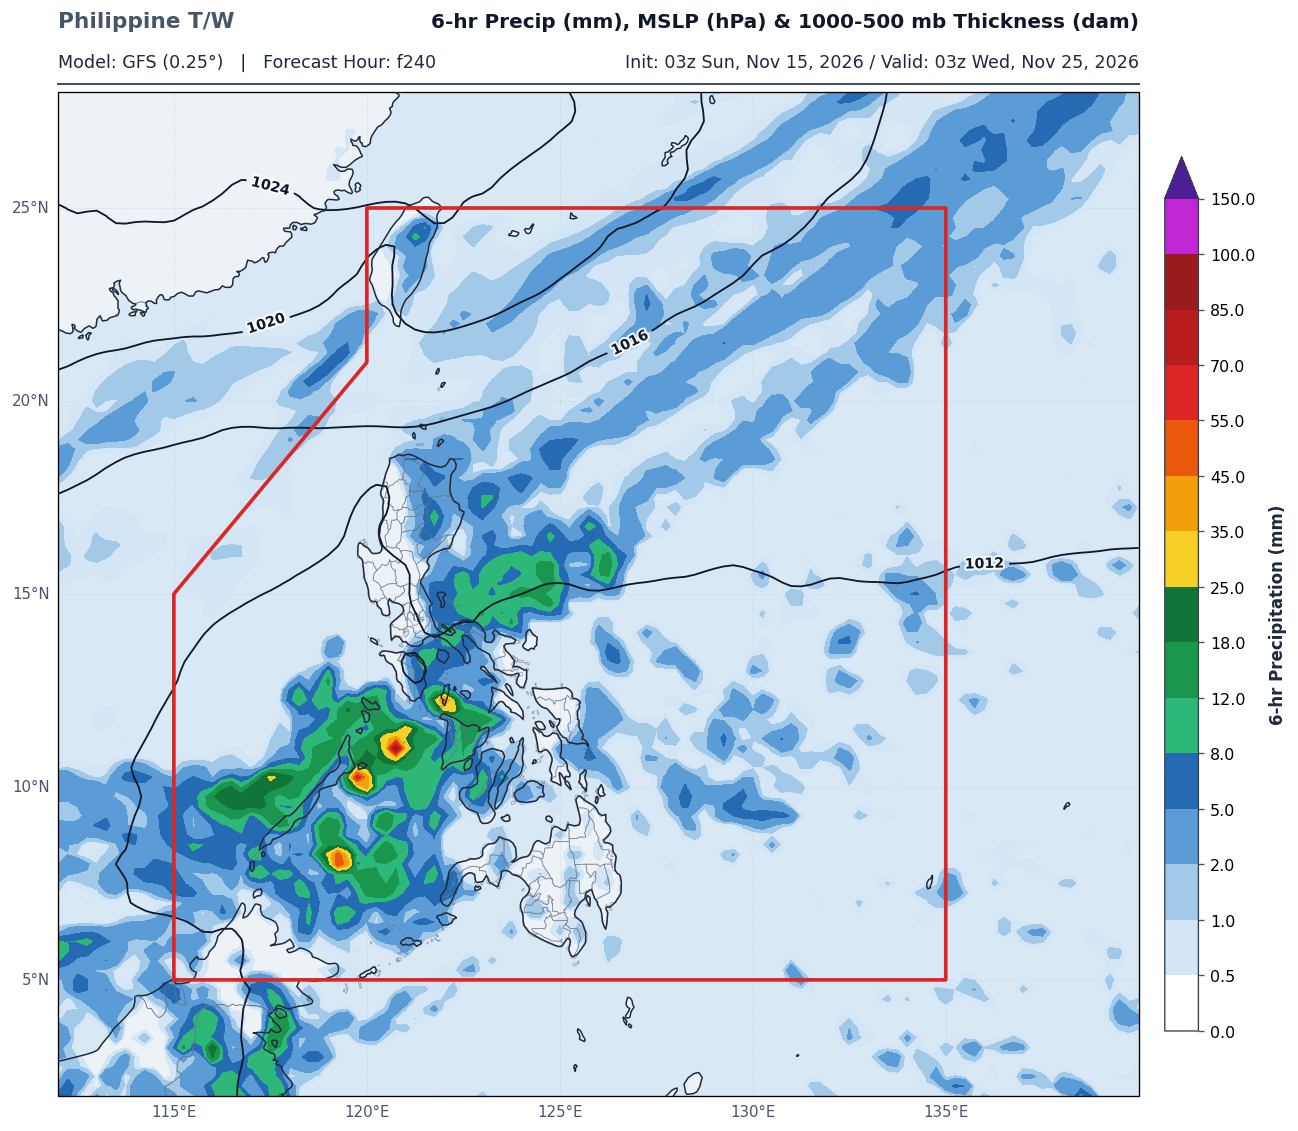 Philippine T/W
6-hr Precip (mm), MSLP (hPa) & 1000-500 mb Thickness (dam)
Model: GFS (0.25°) | Forecast Hour: f240
Init: 03z Sun, Nov 15, 2026 / Valid: 03z Wed, Nov 25, 2026
1024
1020
1016
1012
25°N
20°N
15°N
10°N
5°N
115°E
120°E
125°E
130°E
135°E
150.0
100.0
85.0
70.0
55.0
45.0
35.0
25.0
18.0
12.0
8.0
5.0
2.0
1.0
0.5
0.0
6-hr Precipitation (mm)